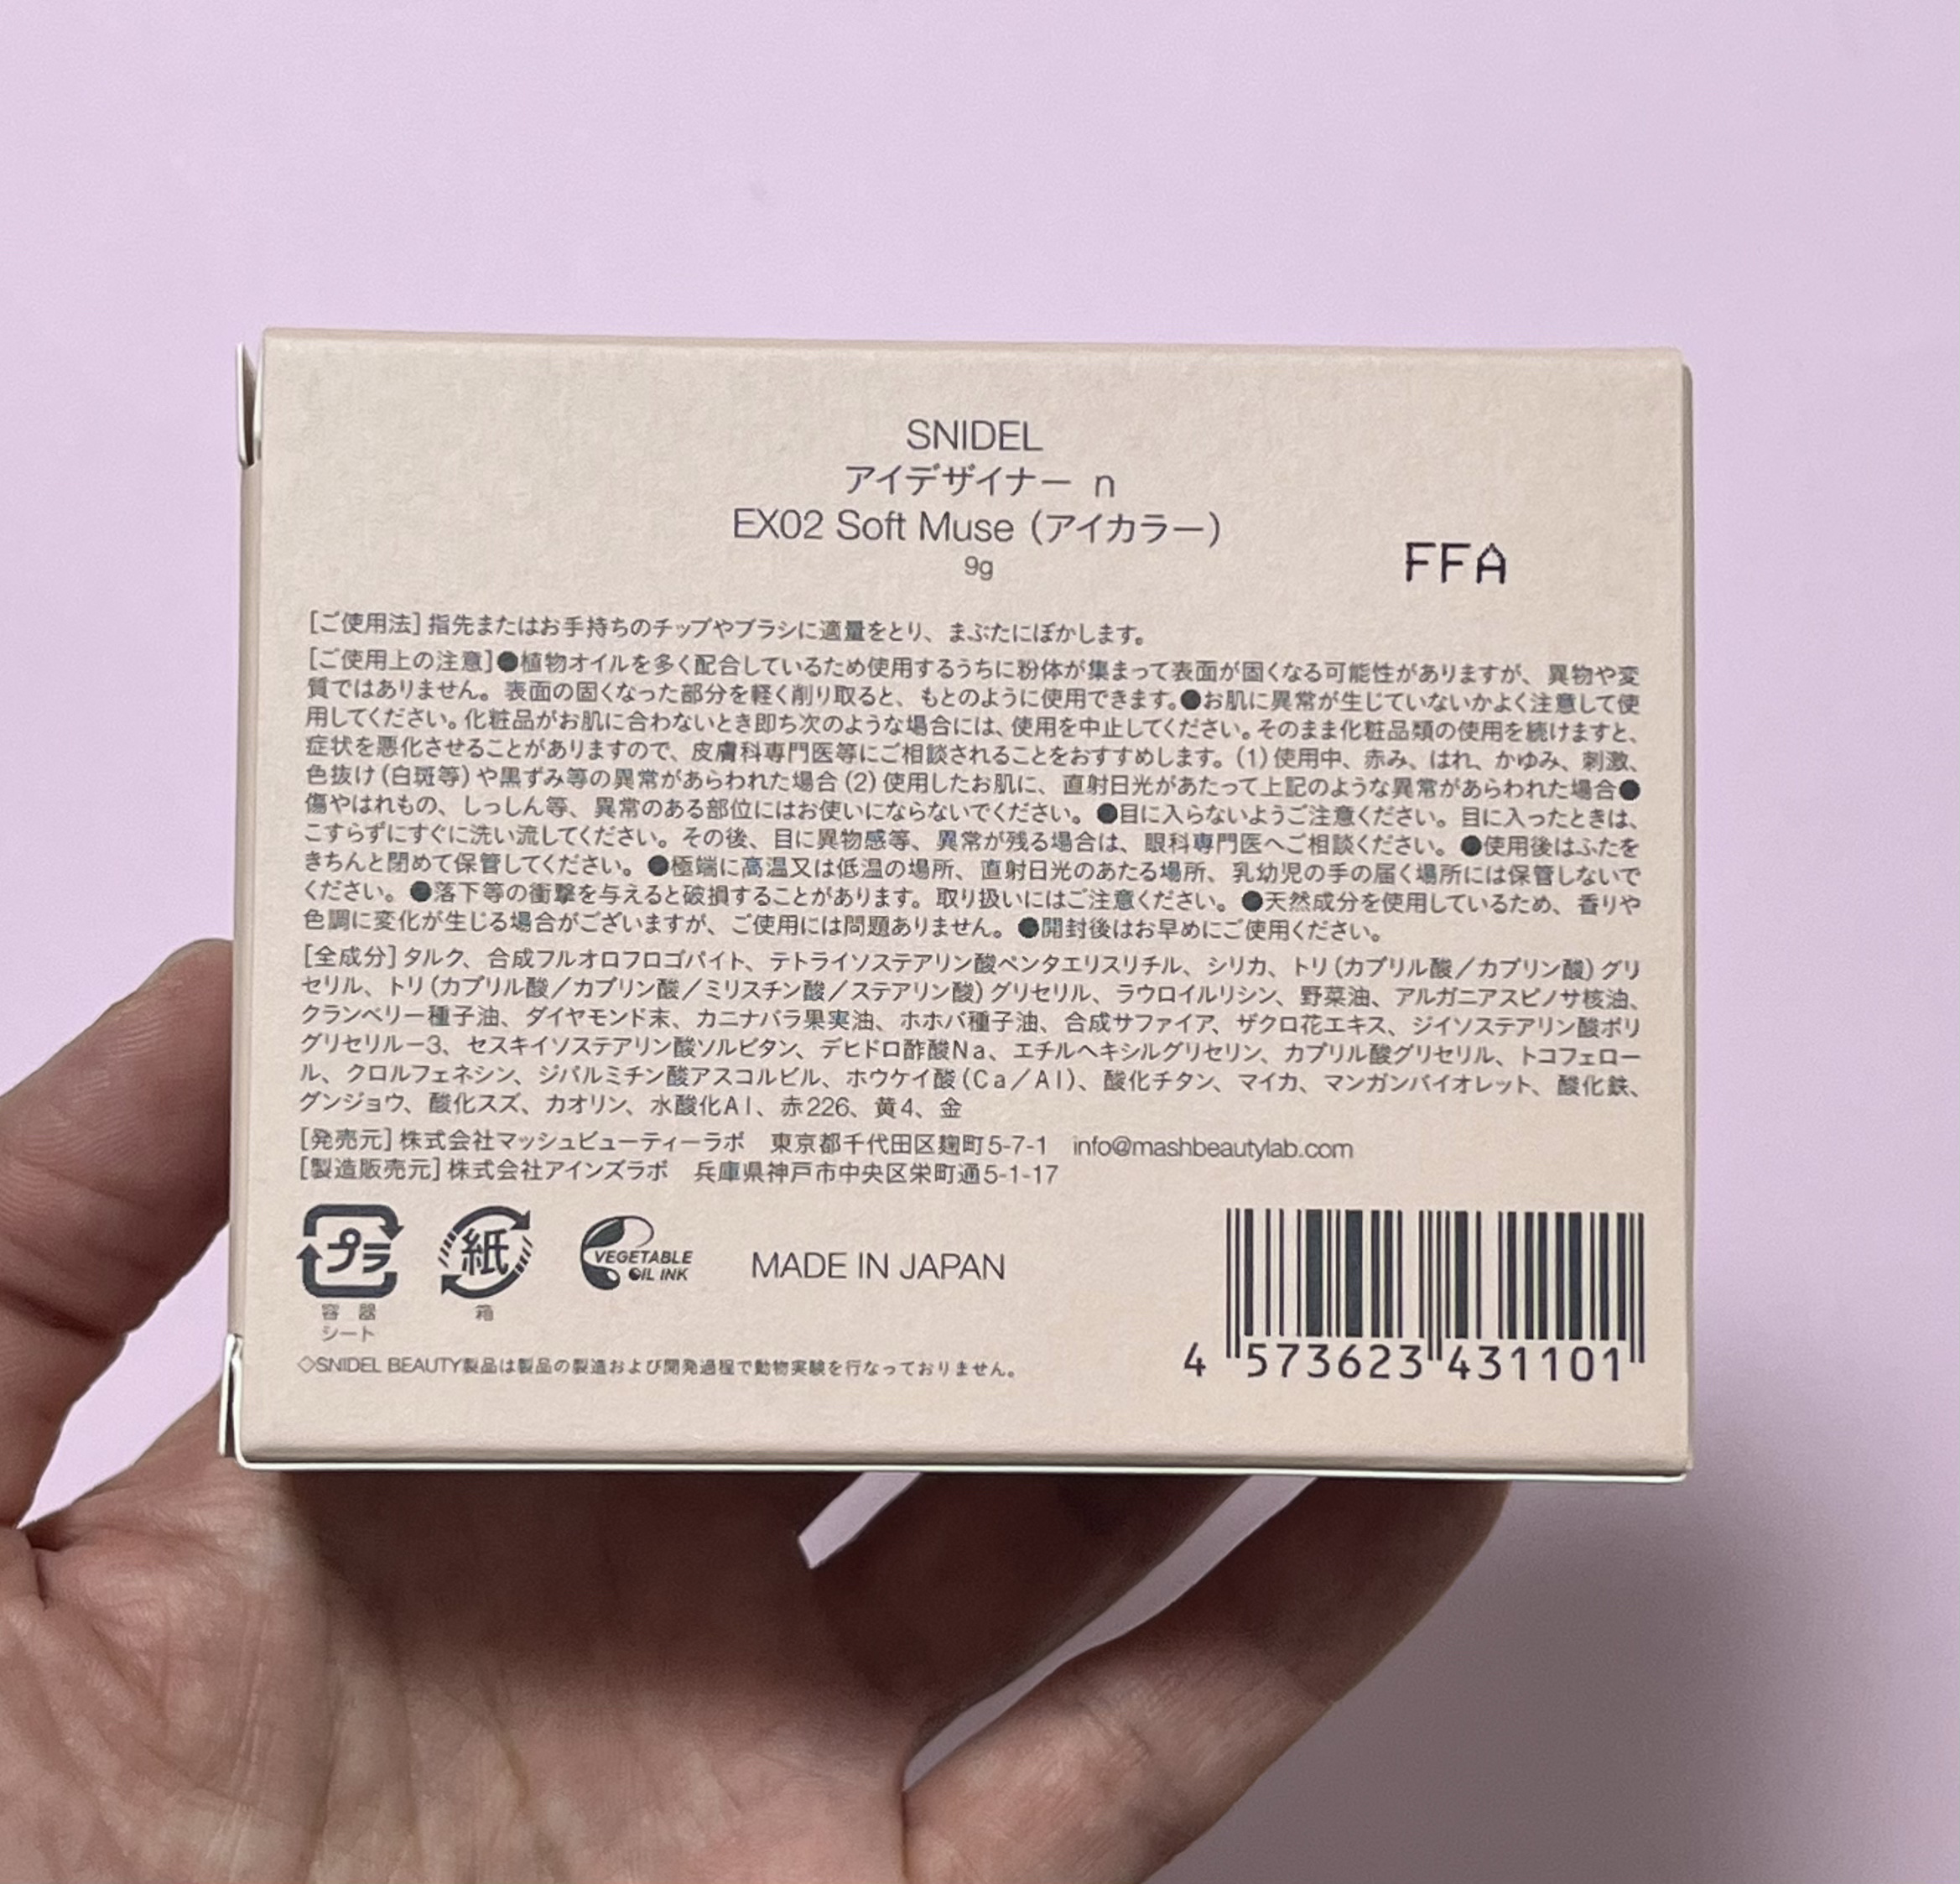 SNIDEL
アイデザイナー n
EX02 Soft Muse (アイカラー)
9g
FFA
[ご使用法]指先またはお手持ちのチップやブラシに適量をとり、まぶたにぼかします。
[ご使用上の注意]●植物オイルを多く配合しているため使用するうちに粉体が集まって表面が固くなる可能性がありますが、異物や変
質ではありません。表面の固くなった部分を軽く削り取ると、もとのように使用できます。●お肌に異常が生じていないかよく注意して使
用してください。化粧品がお肌に合わないとき即ち次のような場合には、使用を中止してください。そのまま化粧品類の使用を続けますと、
症状を悪化させることがありますので、皮膚科専門医等にご相談されることをおすすめします。(1)使用中、赤み、はれ、かゆみ、刺激、
色抜け(白斑等)や黒ずみ等の異常があらわれた場合(2)使用したお肌に、直射日光があたって上記のような異常があらわれた場合●
傷やはれもの、しっしん等、異常のある部位にはお使いにならないでください。●目に入らないようご注意ください。目に入ったときは、
こすらずにすぐに洗い流してください。その後、目に異物感等、異常が残る場合は、眼科専門医へご相談ください。●使用後はふたを
きちんと閉めて保管してください。●極端に高温又は低温の場所、直射日光のあたる場所、乳幼児の手の届く場所には保管しないで
ください。●落下等の衝撃を与えると破損することがあります。取り扱いにはご注意ください。●天然成分を使用しているため、香りや
色調に変化が生じる場合がございますが、ご使用には問題ありません。●開封後はお早めにご使用ください。
[全成分]タルク、合成フルオロフロゴパイト、テトライソステアリン酸ペンタエリスリチル、シリカ、トリ(カプリル酸/カプリン酸)グリ
セリル、トリ(カプリル酸/カプリン酸/ミリスチン酸/ステアリン酸)グリセリル、ラウロイルリシン、野菜油、アルガニアスピノサ核油、
クランベリー種子油、ダイヤモンド末、カニナバラ果実油、ホホバ種子油、合成サファイア、ザクロ花エキス、ジイソステアリン酸ポリ
グリセリル-3、セスキイソステアリン酸ソルビタン、デヒドロ酢酸Na、エチルヘキシルグリセリン、カプリル酸グリセリル、トコフェロー
ル、クロルフェネシン、ジパルミチン酸アスコルビル、ホウケイ酸(Ca/Al)、酸化チタン、マイカ、マンガンバイオレット、酸化鉄、
グンジョウ、酸化スズ、カオリン、水酸化Al、赤226、黄4、金
[発売元]株式会社マッシュビューティーラボ 東京都千代田区麹町5-7-1 info@mashbeautylab.com
[製造販売元]株式会社アインズラボ 兵庫県神戸市中央区栄町通5-1-17
プラ
容器
シート
紙
箱
VEGETABLE
OIL INK
MADE IN JAPAN
4 573623 431101
◇SNIDEL BEAUTY製品は製品の製造および開発過程で動物実験を行なっておりません。